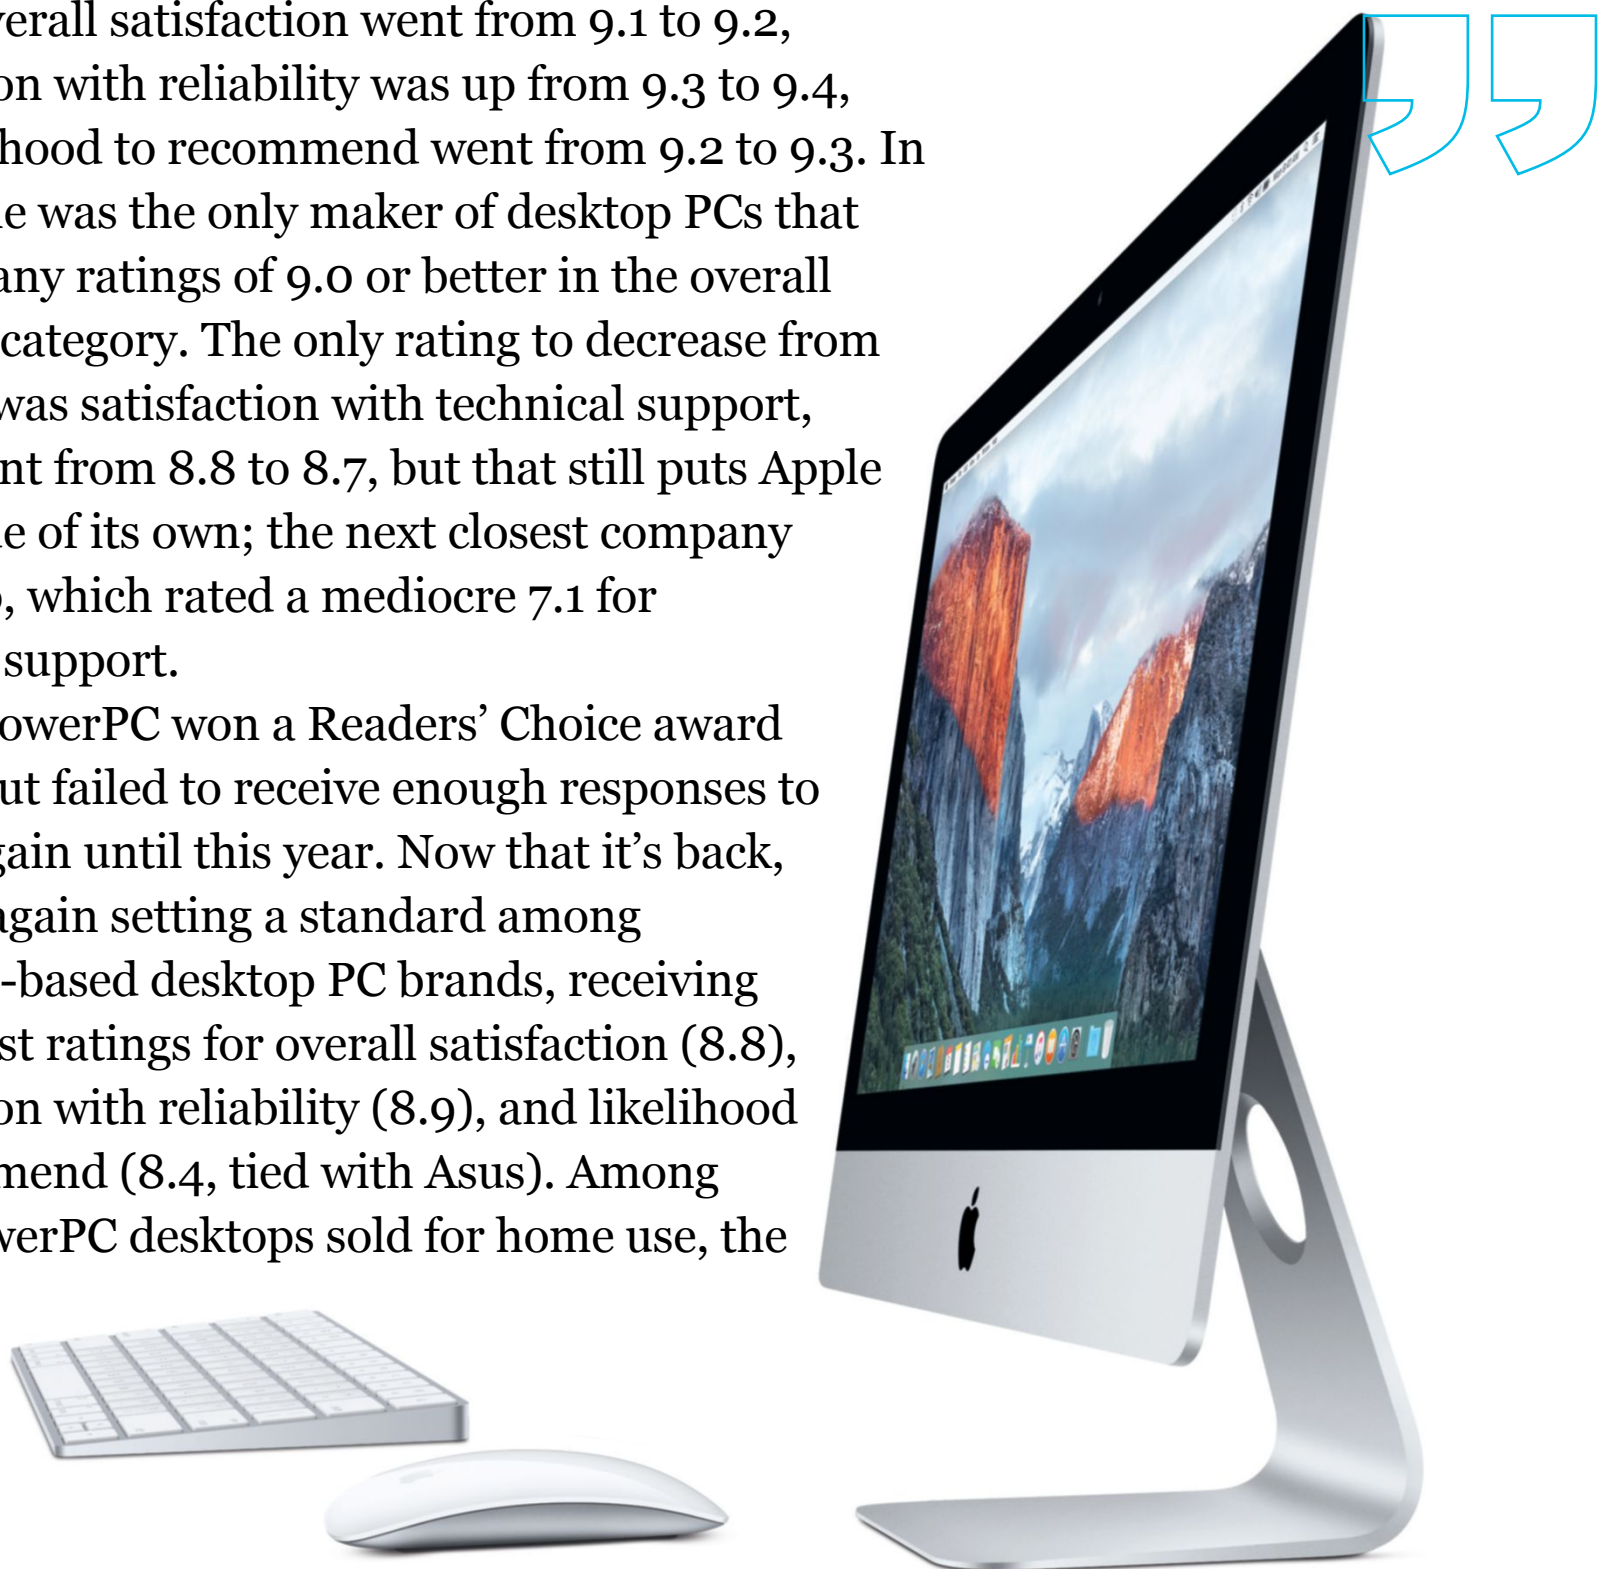 verall satisfaction went from 9.1 to 9.2,
on with reliability was up from 9.3 to 9.4,
hood to recommend went from 9.2 to 9.3. In
e was the only maker of desktop PCs that
any ratings of 9.0 or better in the overall
category. The only rating to decrease from
was satisfaction with technical support,
nt from 8.8 to 8.7, but that still puts Apple
e of its own; the next closest company
, which rated a mediocre 7.1 for
support.
owerPC won a Readers’ Choice award
ut failed to receive enough responses to
gain until this year. Now that it’s back,
again setting a standard among
-based desktop PC brands, receiving
st ratings for overall satisfaction (8.8),
on with reliability (8.9), and likelihood
mend (8.4, tied with Asus). Among
werPC desktops sold for home use, the
”